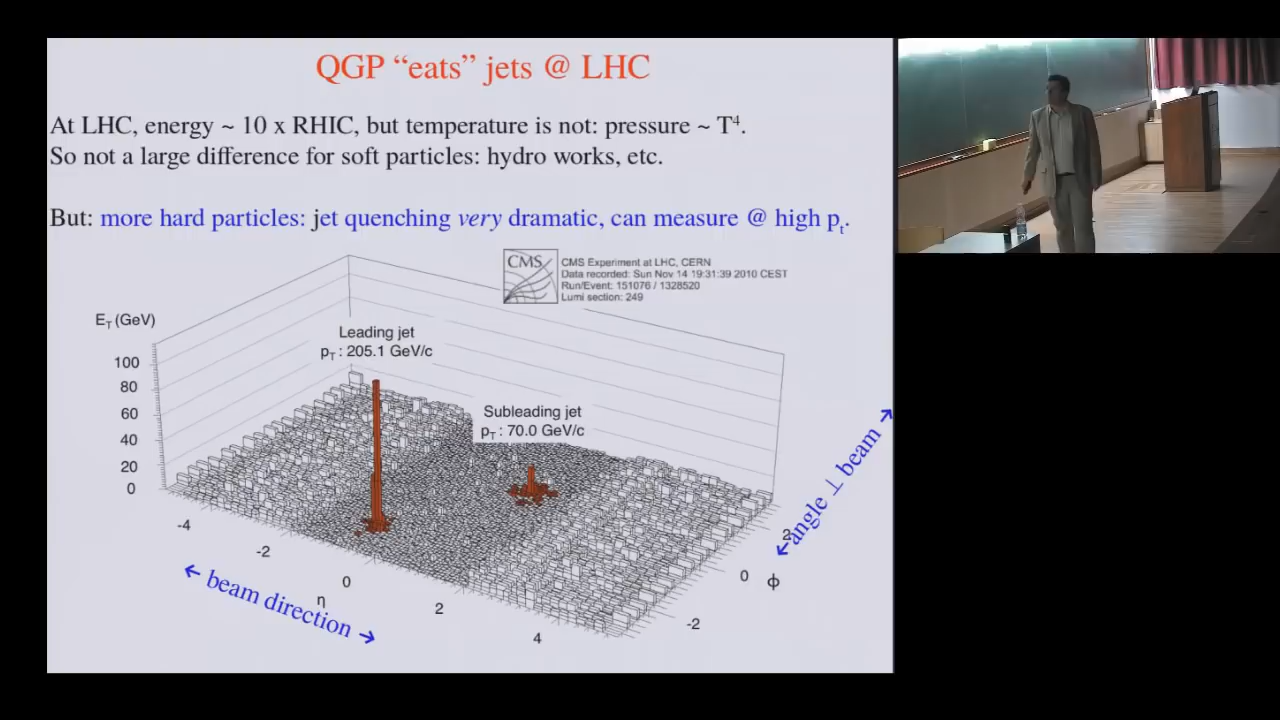 QGP “eats” jets @ LHC
At LHC, energy ~ 10 x RHIC, but temperature is not: pressure ~ T⁴.
So not a large difference for soft particles: hydro works, etc.
But: more hard particles: jet quenching very dramatic, can measure @ high pₜ.
CMS
CMS Experiment at LHC, CERN
Data recorded: Sun Nov 14 19:31:39 2010 CEST
Run/Event: 151076 / 1328520
Lumi section: 249
E_T (GeV)
100
80
60
40
20
0
Leading jet
p_T : 205.1 GeV/c
Subleading jet
p_T : 70.0 GeV/c
-4
-2
0
2
4
η
← beam direction →
2
0
-2
ϕ
← angle ⊥ beam →